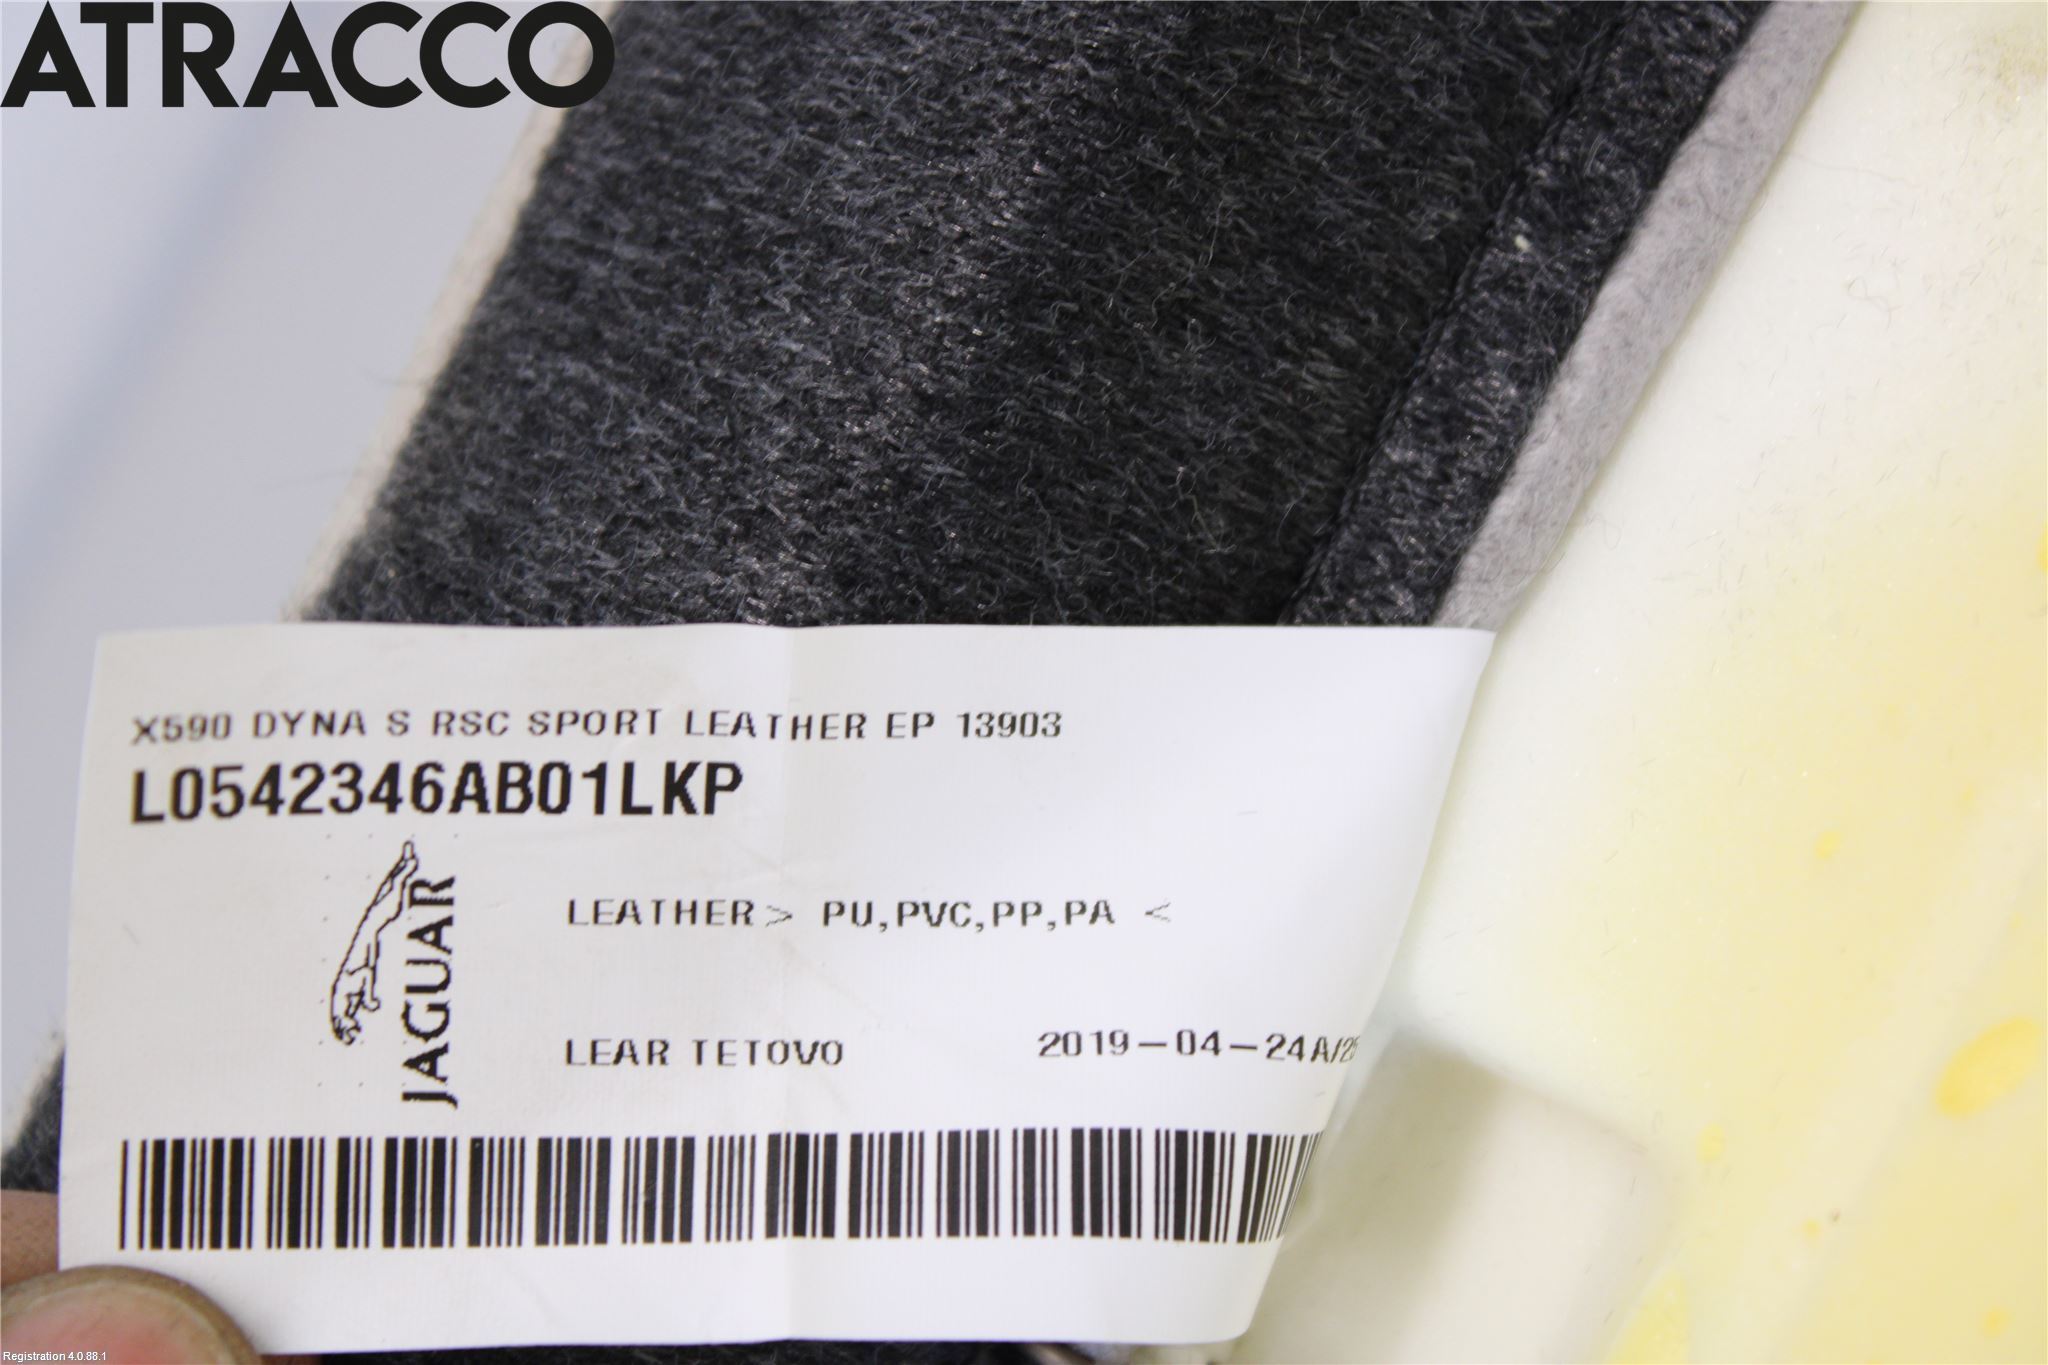 ATRACCO
X590 DYNA S RSC SPORT LEATHER EP 13903
L0542346AB01LKP
JAGUAR
LEATHER> PU,PVC,PP,PA <
LEAR TETOVO
2019-04-24A/25
Registration 4.0.88.1